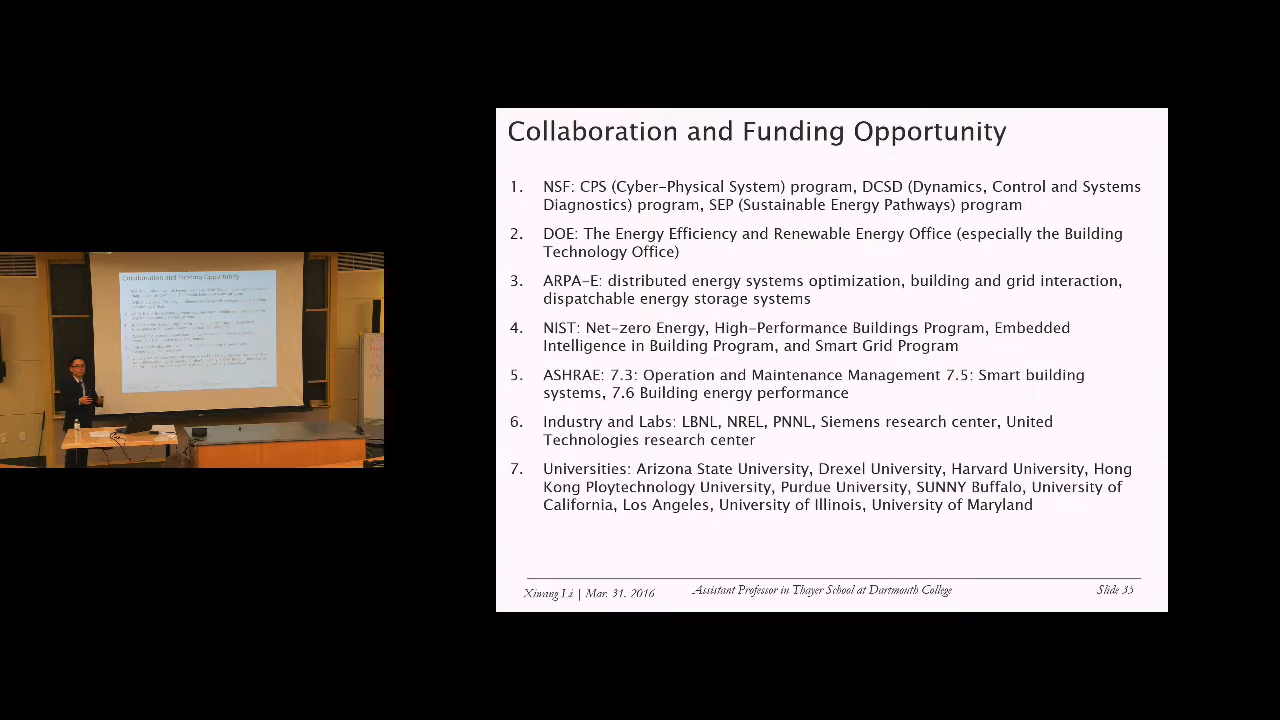 Collaboration and Funding Opportunity
1. NSF: CPS (Cyber-Physical System) program, DCSD (Dynamics, Control and Systems
Diagnostics) program, SEP (Sustainable Energy Pathways) program
2. DOE: The Energy Efficiency and Renewable Energy Office (especially the Building
Technology Office)
3. ARPA-E: distributed energy systems optimization, building and grid interaction,
dispatchable energy storage systems
4. NIST: Net-zero Energy, High-Performance Buildings Program, Embedded
Intelligence in Building Program, and Smart Grid Program
5. ASHRAE: 7.3: Operation and Maintenance Management 7.5: Smart building
systems, 7.6 Building energy performance
6. Industry and Labs: LBNL, NREL, PNNL, Siemens research center, United
Technologies research center
7. Universities: Arizona State University, Drexel University, Harvard University, Hong
Kong Ploytechnology University, Purdue University, SUNNY Buffalo, University of
California, Los Angeles, University of Illinois, University of Maryland
Xiwang Li | Mar. 31. 2016
Assistant Professor in Thayer School at Dartmouth College
Slide 35
Collaboration and Funding Opportunity